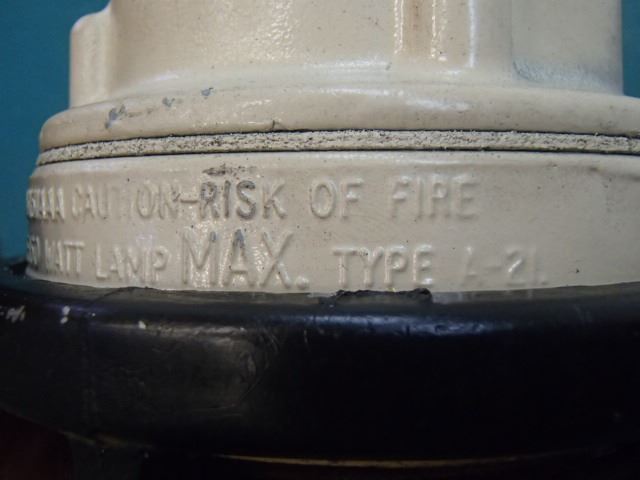 CAUTION-RISK OF FIRE
WATT LAMP MAX. TYPE A-21